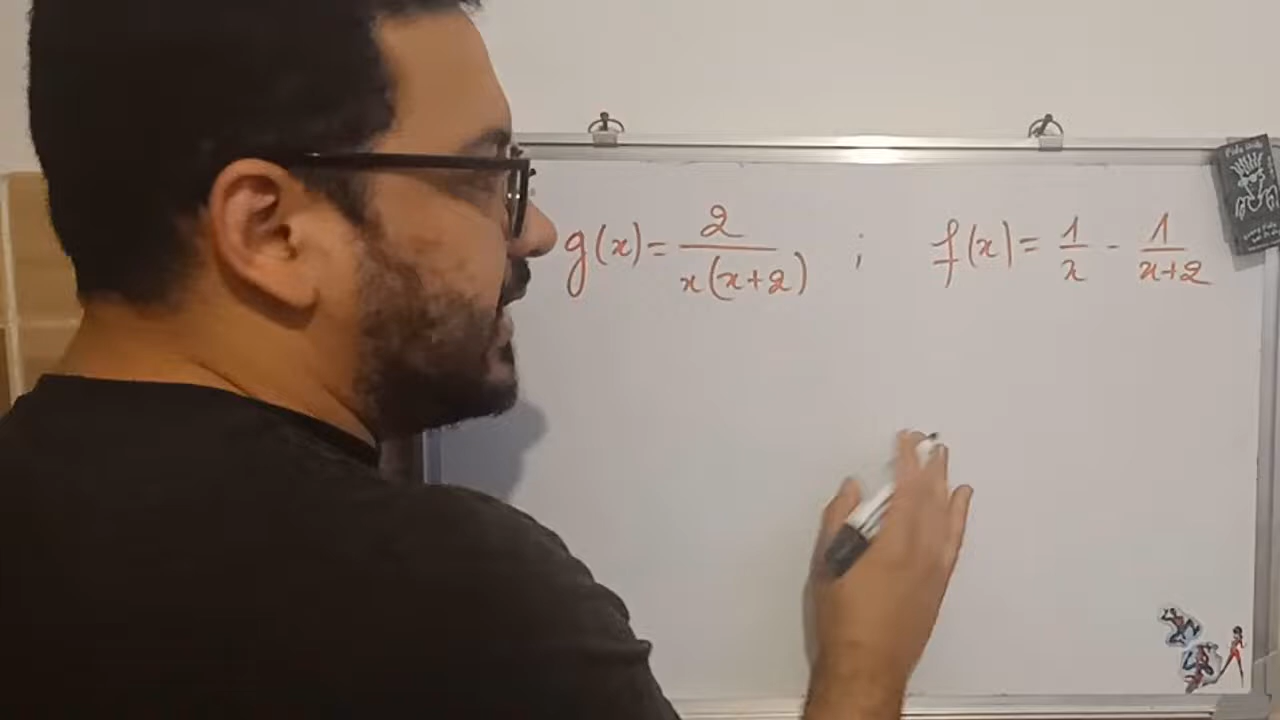 g(x) = 2/(x(x+2)) ; f(x) = 1/x - 1/(x+2)